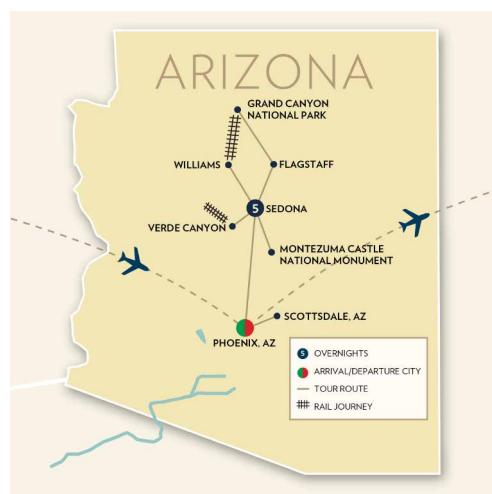 ARIZONA
GRAND CANYON
NATIONAL PARK
WILLIAMS
FLAGSTAFF
5
SEDONA
VERDE CANYON
MONTEZUMA CASTLE
NATIONAL MONUMENT
SCOTTSDALE, AZ
PHOENIX, AZ
5 OVERNIGHTS
ARRIVAL/DEPARTURE CITY
TOUR ROUTE
RAIL JOURNEY